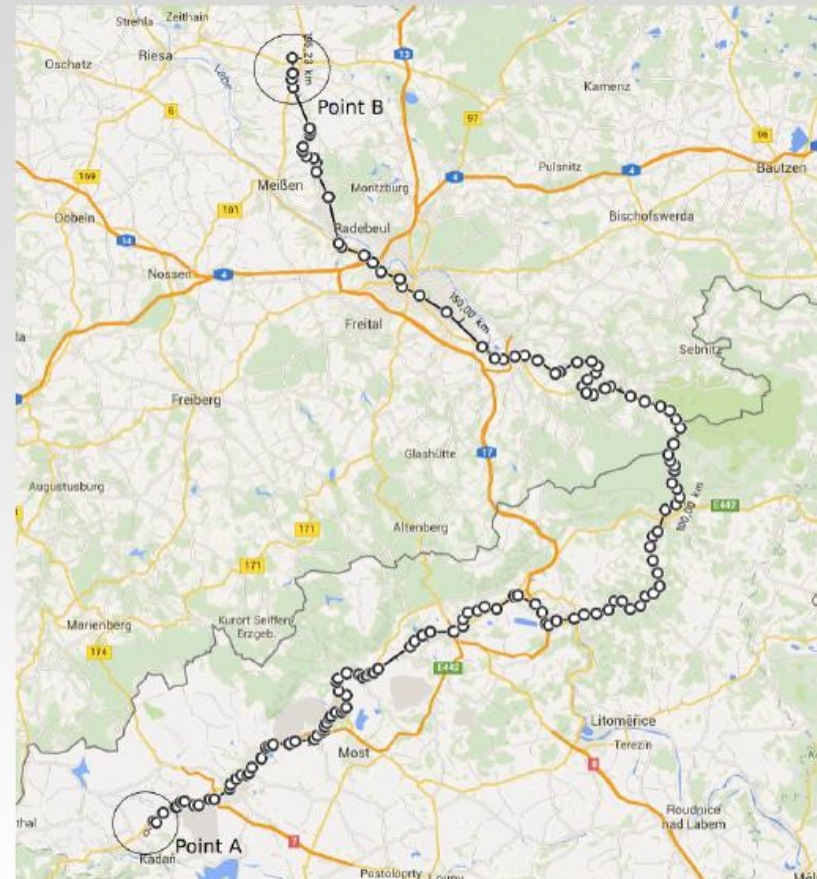 Strehla
Zeithain
Oschatz
Riesa
Labe
13
Point B
Kamenz
6
97
96
169
Meißen
Moritzburg
4
Pulsnitz
4
Bautzen
Döbeln
101
Radebeul
Bischofswerda
14
Nossen
4
150,00 km
Freital
Sebnitz
Freiberg
Glashütte
17
Augustusburg
171
Altenberg
100,00 km
E442
171
Marienberg
Kurort Seiffen/
Erzgeb.
174
E442
Litoměřice
Terezín
Most
8
Roudnice
nad Labem
thal
Point A
Kadaň
7
Postoloprty
Louny